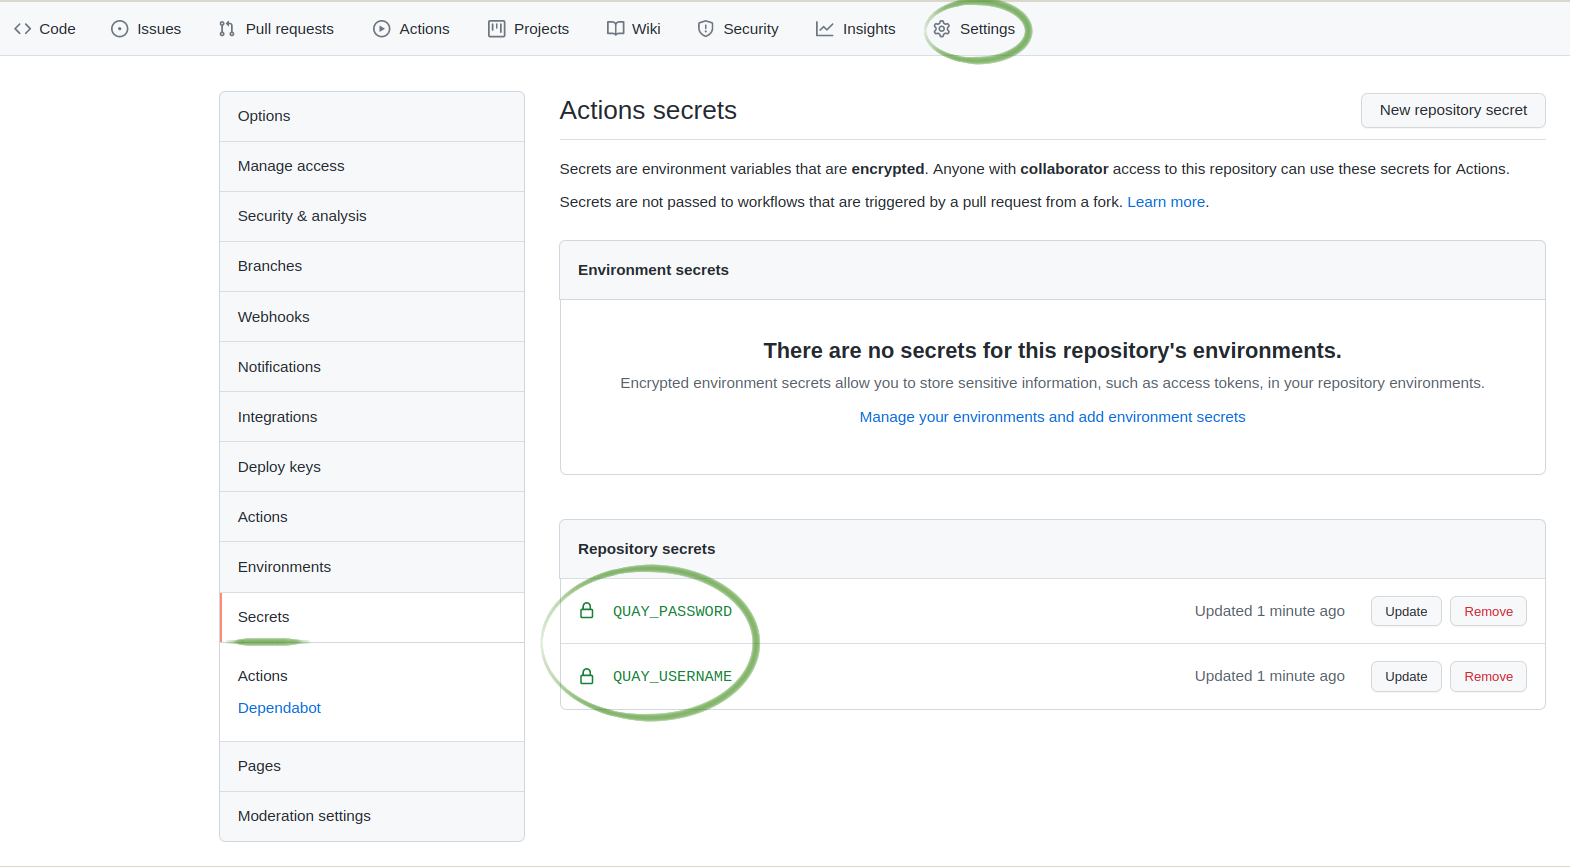 Code Issues Pull requests Actions Projects Wiki Security Insights Settings
Options
Manage access
Security & analysis
Branches
Webhooks
Notifications
Integrations
Deploy keys
Actions
Environments
Secrets
Actions
Dependabot
Pages
Moderation settings
Actions secrets
New repository secret
Secrets are environment variables that are encrypted. Anyone with collaborator access to this repository can use these secrets for Actions.
Secrets are not passed to workflows that are triggered by a pull request from a fork. Learn more.
Environment secrets
There are no secrets for this repository's environments.
Encrypted environment secrets allow you to store sensitive information, such as access tokens, in your repository environments.
Manage your environments and add environment secrets
Repository secrets
QUAY_PASSWORD Updated 1 minute ago Update Remove
QUAY_USERNAME Updated 1 minute ago Update Remove